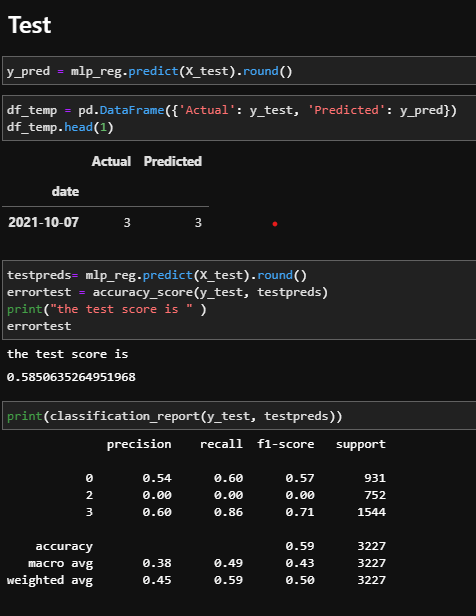 Test
y_pred = mlp_reg.predict(X_test).round()
df_temp = pd.DataFrame({'Actual': y_test, 'Predicted': y_pred})
df_temp.head(1)
Actual Predicted
date
2021-10-07 3 3
testpreds= mlp_reg.predict(X_test).round()
errortest = accuracy_score(y_test, testpreds)
print("the test score is " )
errortest
the test score is
0.5850635264951968
print(classification_report(y_test, testpreds))
precision recall f1-score support
0 0.54 0.60 0.57 931
2 0.00 0.00 0.00 752
3 0.60 0.86 0.71 1544
accuracy 0.59 3227
macro avg 0.38 0.49 0.43 3227
weighted avg 0.45 0.59 0.50 3227